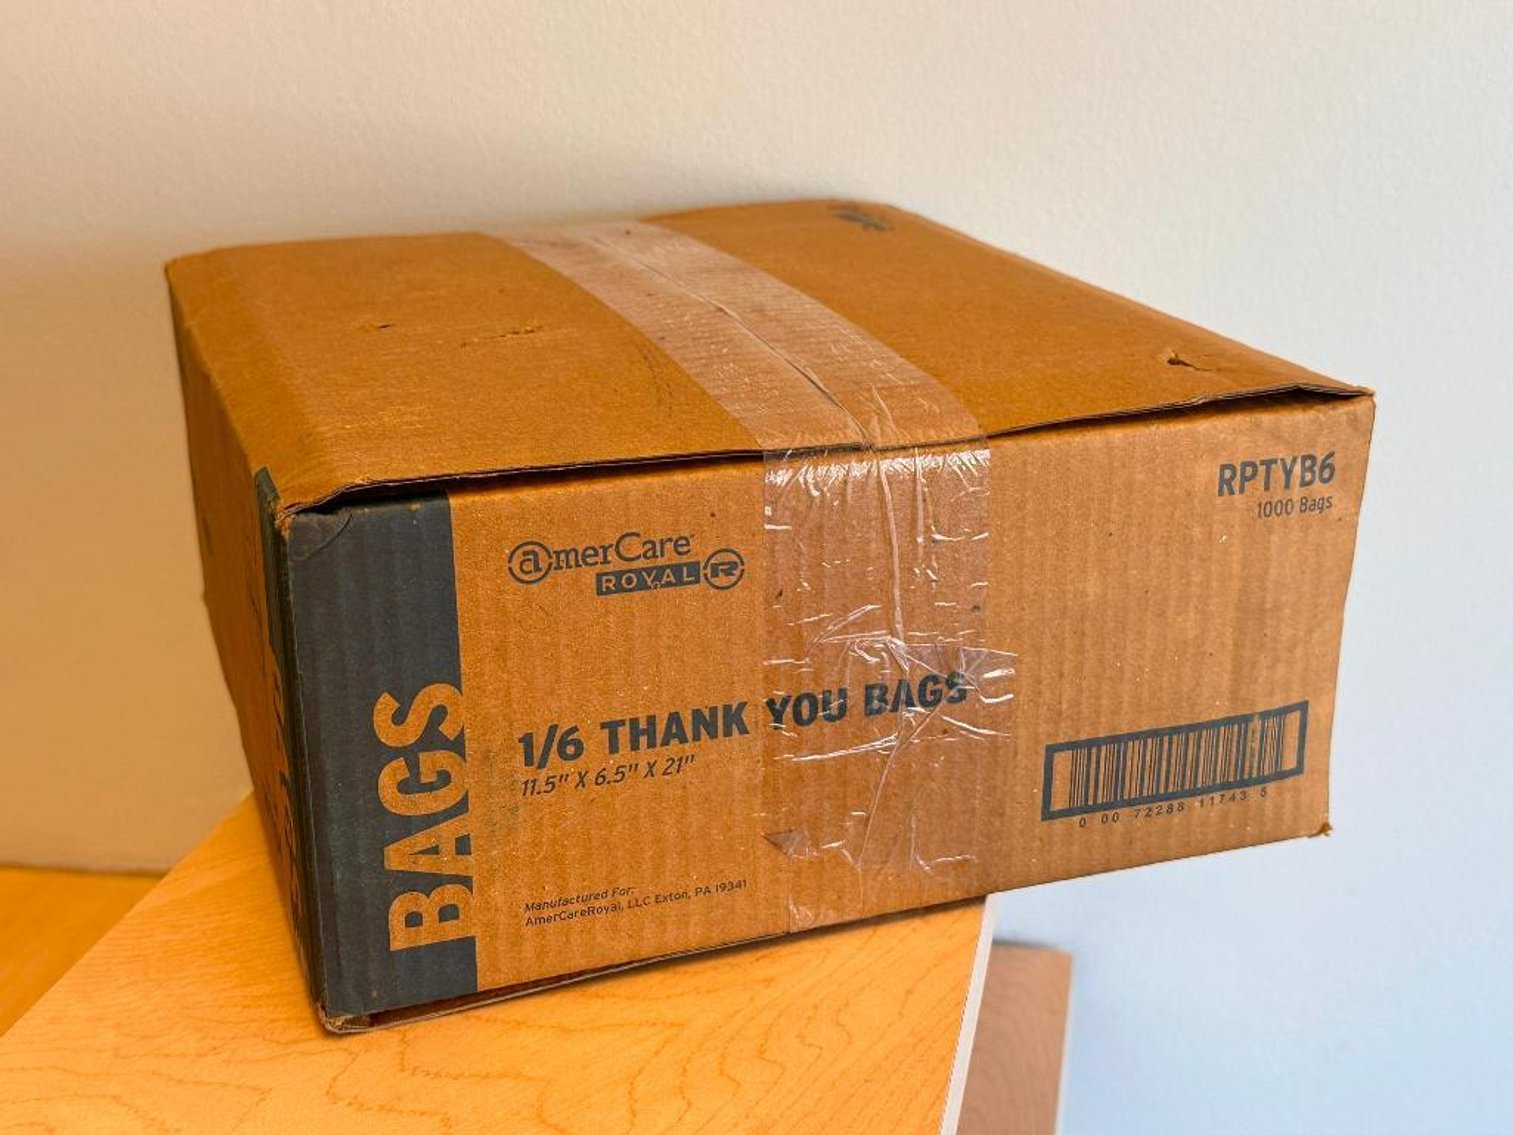 amerCare
ROYAL R
RPTYB6
1000 Bags
BAGS
1/6 THANK YOU BAGS
11.5" X 6.5" X 21"
0 00 72288 11743 5
Manufactured For:
AmerCareRoyal, LLC Exton, PA 19341